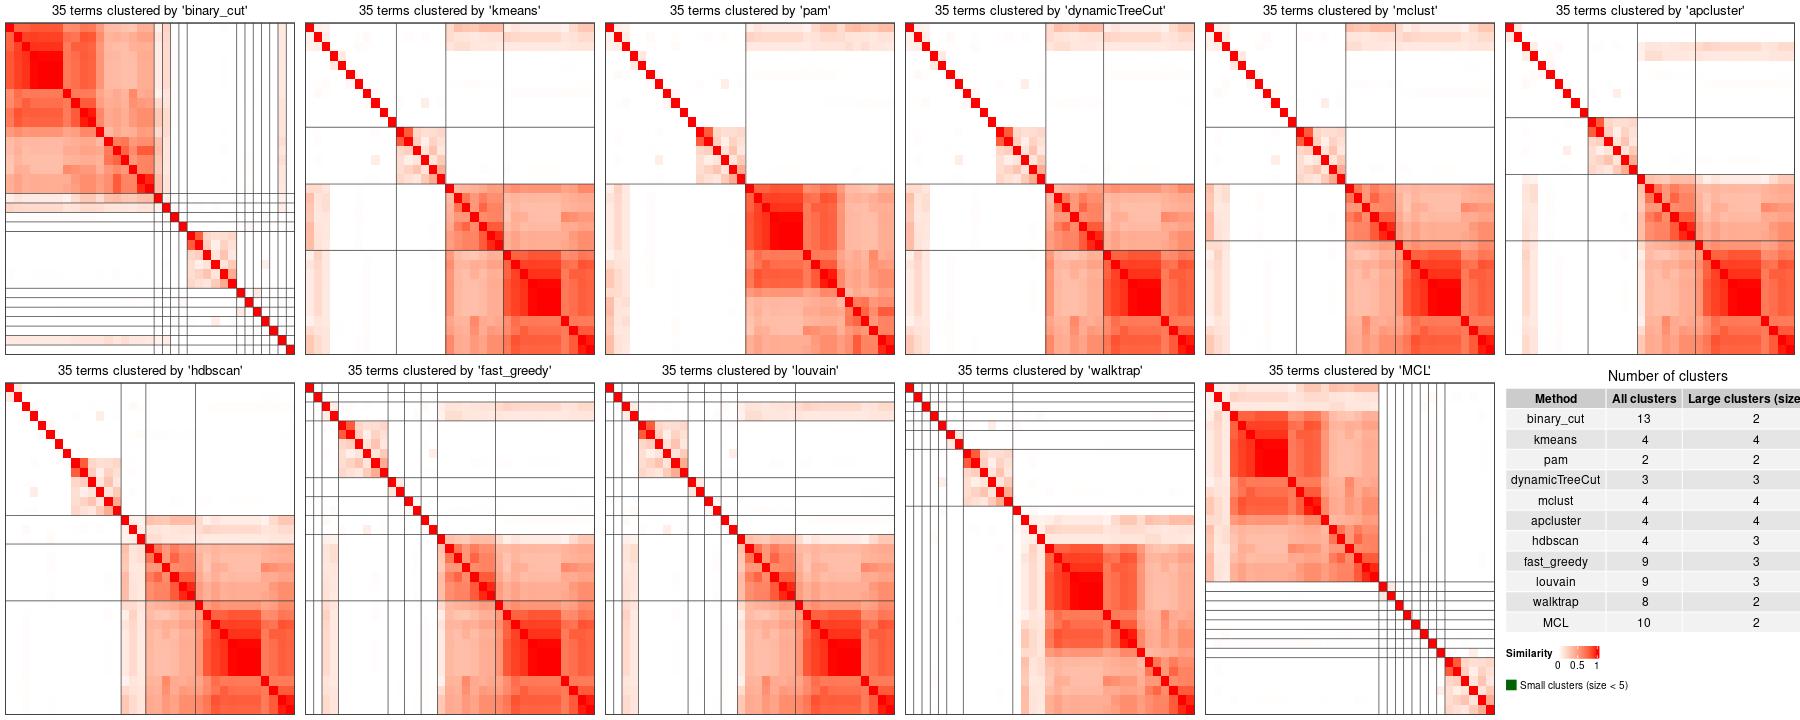 35 terms clustered by 'binary_cut'
35 terms clustered by 'kmeans'
35 terms clustered by 'pam'
35 terms clustered by 'dynamicTreeCut'
35 terms clustered by 'mclust'
35 terms clustered by 'apcluster'
35 terms clustered by 'hdbscan'
35 terms clustered by 'fast_greedy'
35 terms clustered by 'louvain'
35 terms clustered by 'walktrap'
35 terms clustered by 'MCL'
Number of clusters
Method All clusters Large clusters (size
binary_cut 13 2
kmeans 4 4
pam 2 2
dynamicTreeCut 3 3
mclust 4 4
apcluster 4 4
hdbscan 4 3
fast_greedy 9 3
louvain 9 3
walktrap 8 2
MCL 10 2
Similarity
0 0.5 1
Small clusters (size < 5)